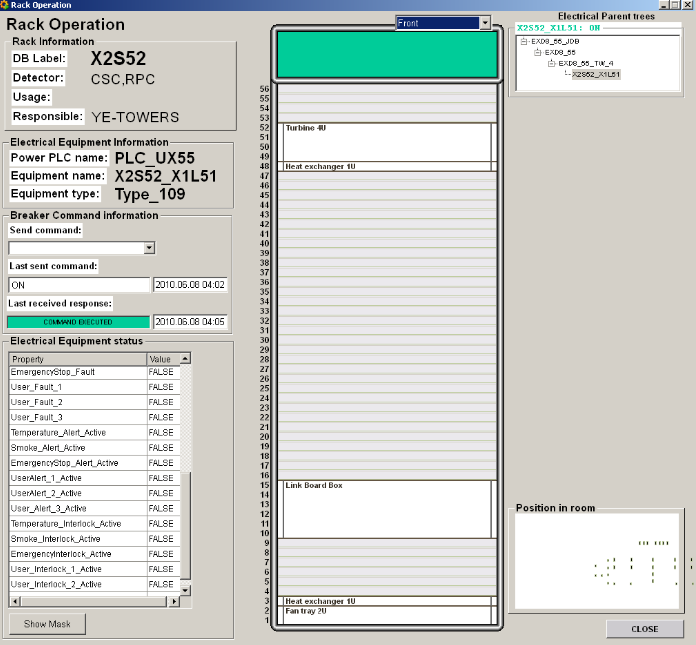 Rack Operation
Rack Operation
Rack Information
DB Label: X2S52
Detector: CSC,RPC
Usage:
Responsible: YE-TOWERS
Electrical Equipment Information
Power PLC name: PLC_UX55
Equipment name: X2S52_X1L51
Equipment type: Type_109
Breaker Command information
Send command:
Last sent command:
ON 2010.06.08 04:02
Last received response:
COMMAND EXECUTED 2010.06.08 04:05
Electrical Equipment status
Property Value
EmergencyStop_Fault FALSE
User_Fault_1 FALSE
User_Fault_2 FALSE
User_Fault_3 FALSE
Temperature_Alert_Active FALSE
Smoke_Alert_Active FALSE
EmergencyStop_Alert_Active FALSE
UserAlert_1_Active FALSE
UserAlert_2_Active FALSE
User_Alert_3_Active FALSE
Temperature_Interlock_Active FALSE
Smoke_Interlock_Active FALSE
EmergencyInterlock_Active FALSE
User_Interlock_1_Active FALSE
User_Interlock_2_Active FALSE
Show Mask
Front
56
55
54
53
52 Turbine 4U
51
50
49
48 Heat exchanger 1U
47
46
45
44
43
42
41
40
39
38
37
36
35
34
33
32
31
30
29
28
27
26
25
24
23
22
21
20
19
18
17
16
15 Link Board Box
14
13
12
11
10
9
8
7
6
5
4
3 Heat exchanger 1U
2 Fan tray 2U
1
Electrical Parent trees
X2S52_X1L51: ON
EXD8_55_JDB
EXD8_55
EXD8_55_TW_4
X2S52_X1L51
Position in room
CLOSE